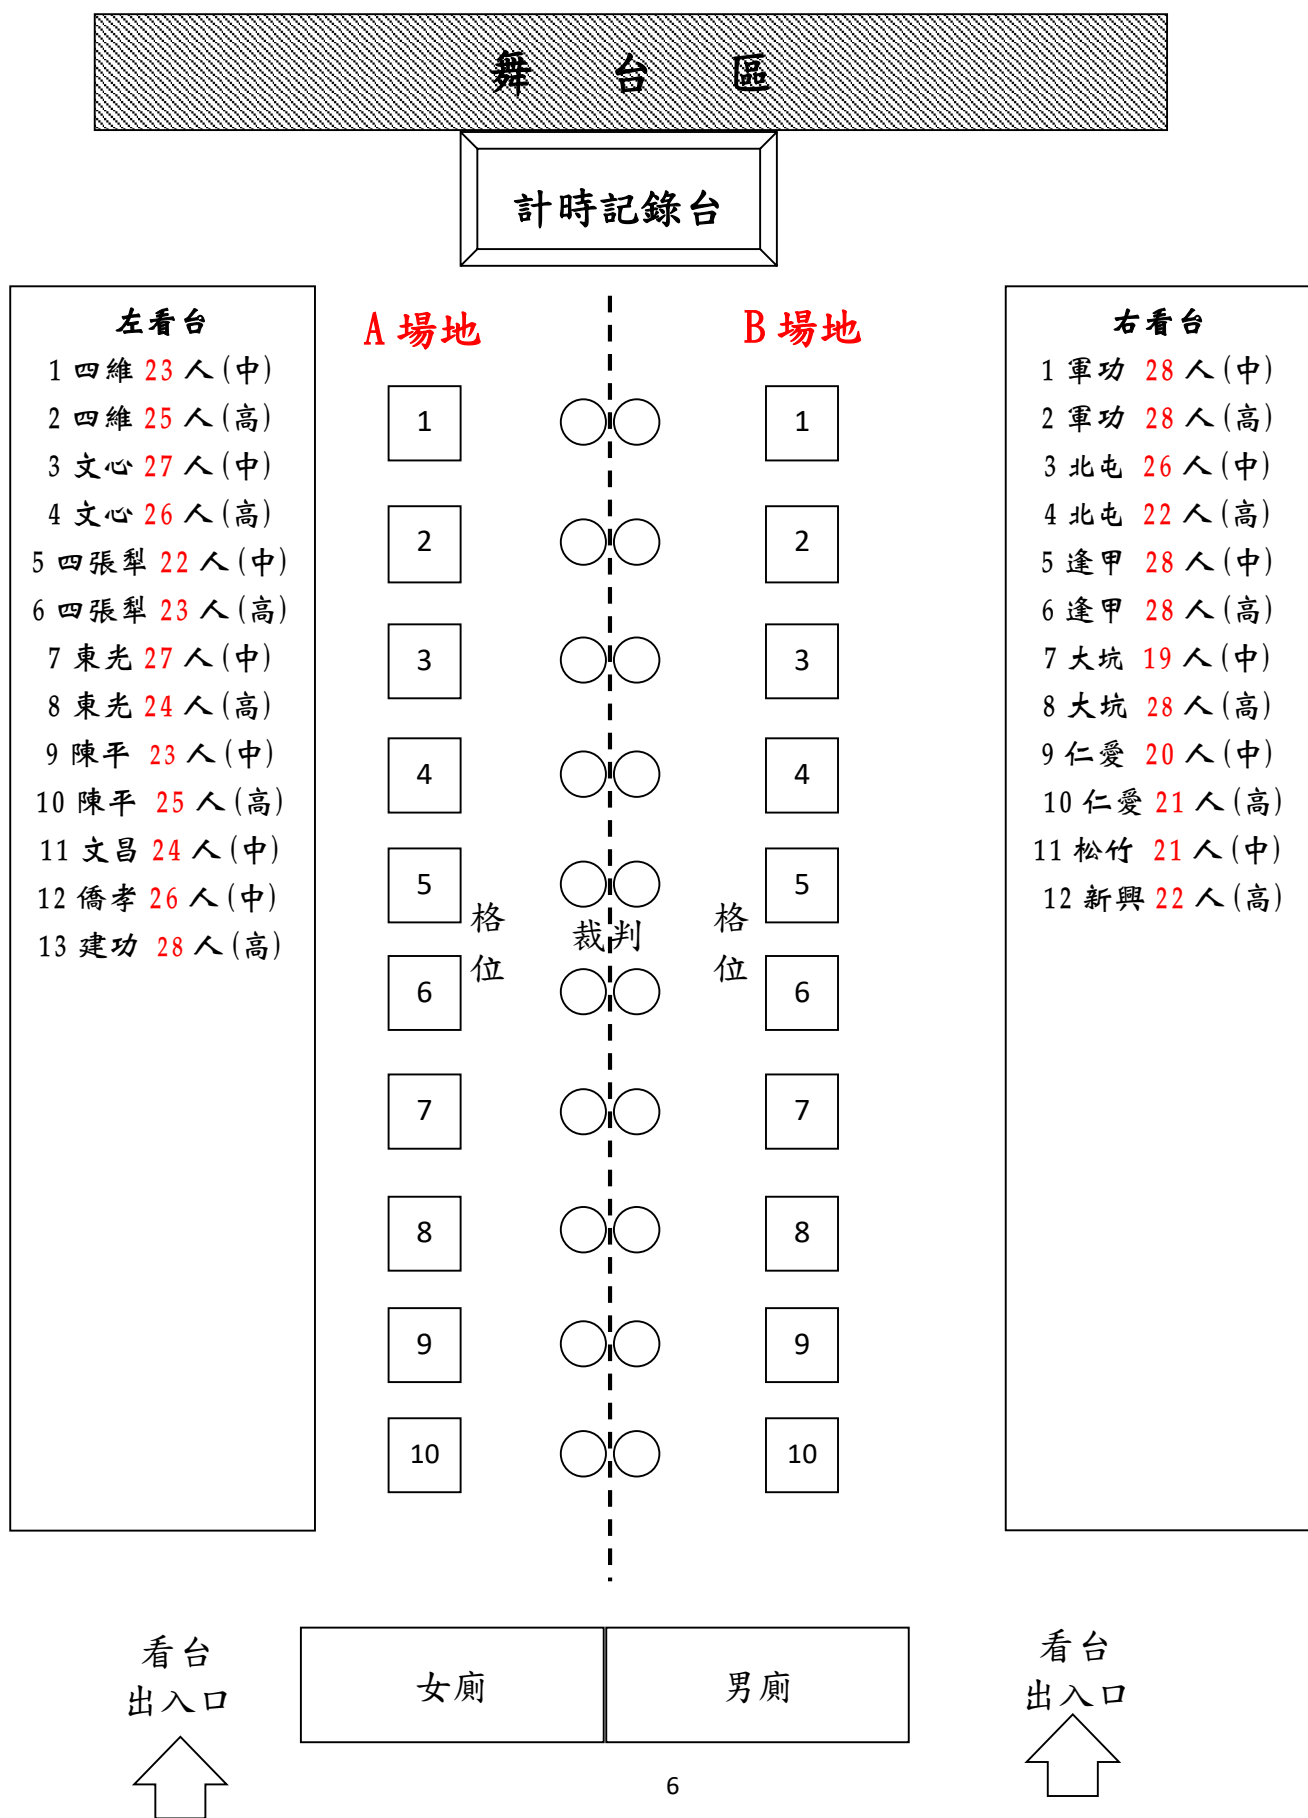 舞台區
計時記錄台
左看台
1 四維 23 人(中)
2 四維 25 人(高)
3 文心 27 人(中)
4 文心 26 人(高)
5 四張犁 22 人(中)
6 四張犁 23 人(高)
7 東光 27 人(中)
8 東光 24 人(高)
9 陳平 23 人(中)
10 陳平 25 人(高)
11 文昌 24 人(中)
12 僑孝 26 人(中)
13 建功 28 人(高)
A 場地
1
2
3
4
5
6
7
8
9
10
格
位
裁判
格
位
B 場地
1
2
3
4
5
6
7
8
9
10
右看台
1 軍功 28 人(中)
2 軍功 28 人(高)
3 北屯 26 人(中)
4 北屯 22 人(高)
5 逢甲 28 人(中)
6 逢甲 28 人(高)
7 大坑 19 人(中)
8 大坑 28 人(高)
9 仁愛 20 人(中)
10 仁愛 21 人(高)
11 松竹 21 人(中)
12 新興 22 人(高)
看台
出入口
女廁
男廁
看台
出入口
6